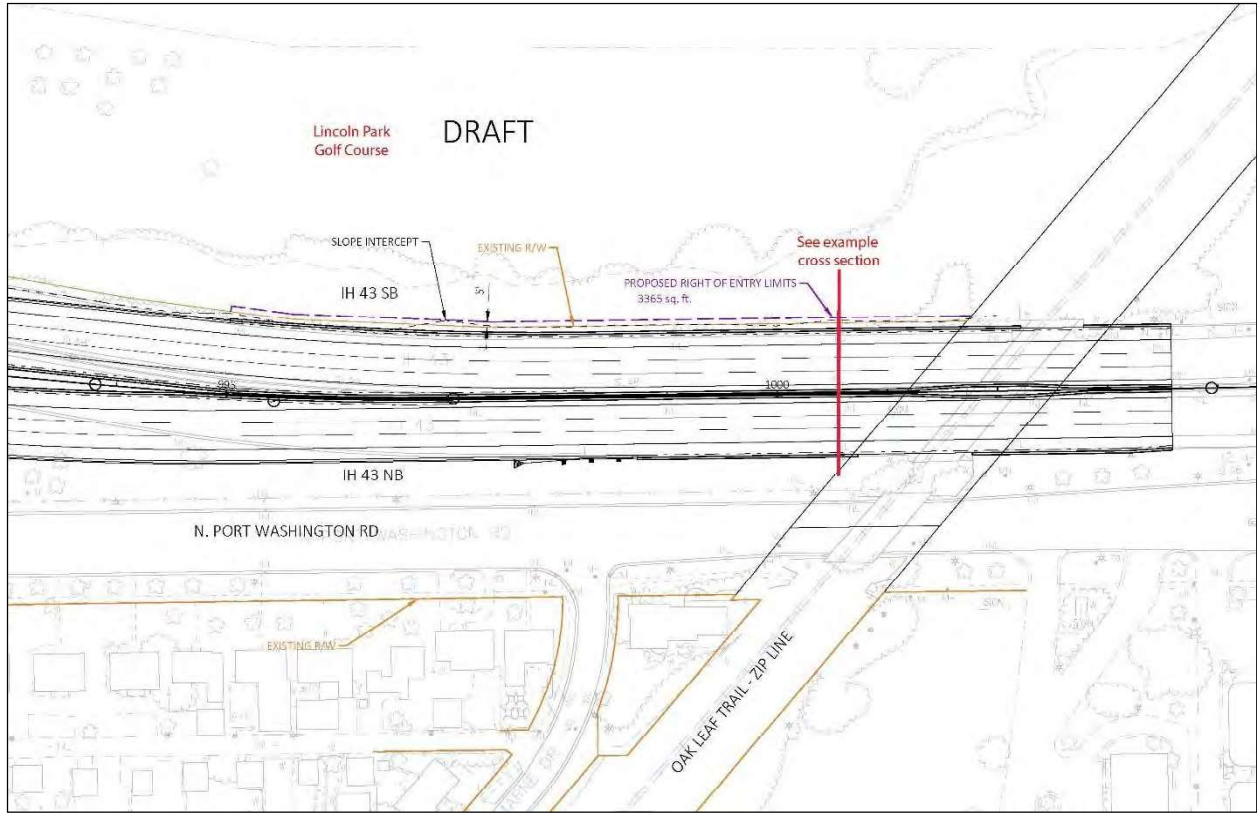 Lincoln Park
Golf Course
DRAFT
SLOPE INTERCEPT
EXISTING R/W
See example
cross section
IH 43 SB
5'
PROPOSED RIGHT OF ENTRY LIMITS
3365 sq. ft.
SIGN
995
1000
IH 43 NB
N. PORT WASHINGTON RD
EXISTING R/W
SIGN
OAK LEAF TRAIL - ZIP LINE